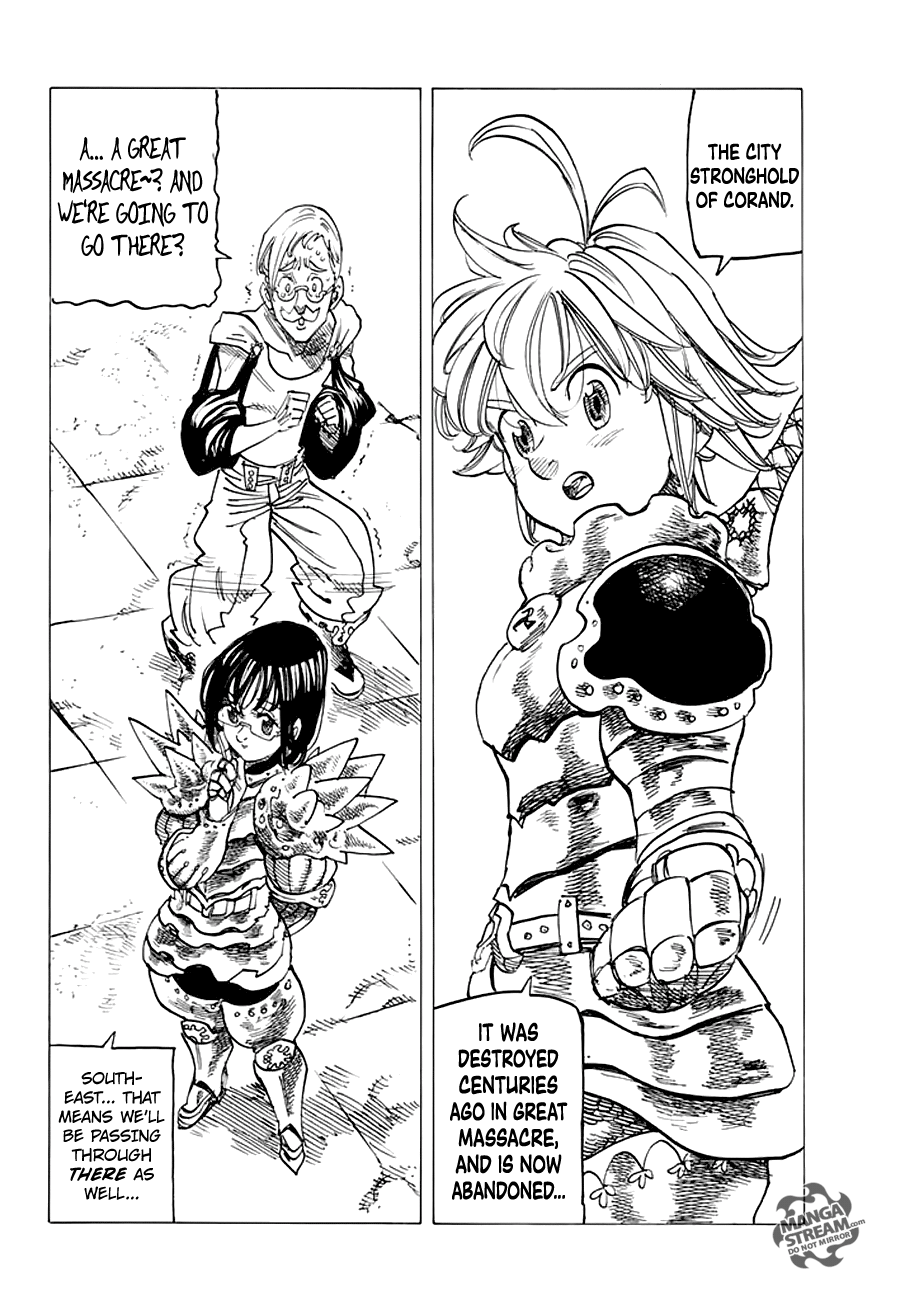 THE CITY
STRONGHOLD
OF CORAND.
IT WAS
DESTROYED
CENTURIES
AGO IN GREAT
MASSACRE,
AND IS NOW
ABANDONED...
A... A GREAT
MASSACRE~? AND
WE'RE GOING TO
GO THERE?
SOUTH-
EAST... THAT
MEANS WE'LL
BE PASSING
THROUGH
THERE AS
WELL...
MANGA
STREAM.com
DO NOT MIRROR